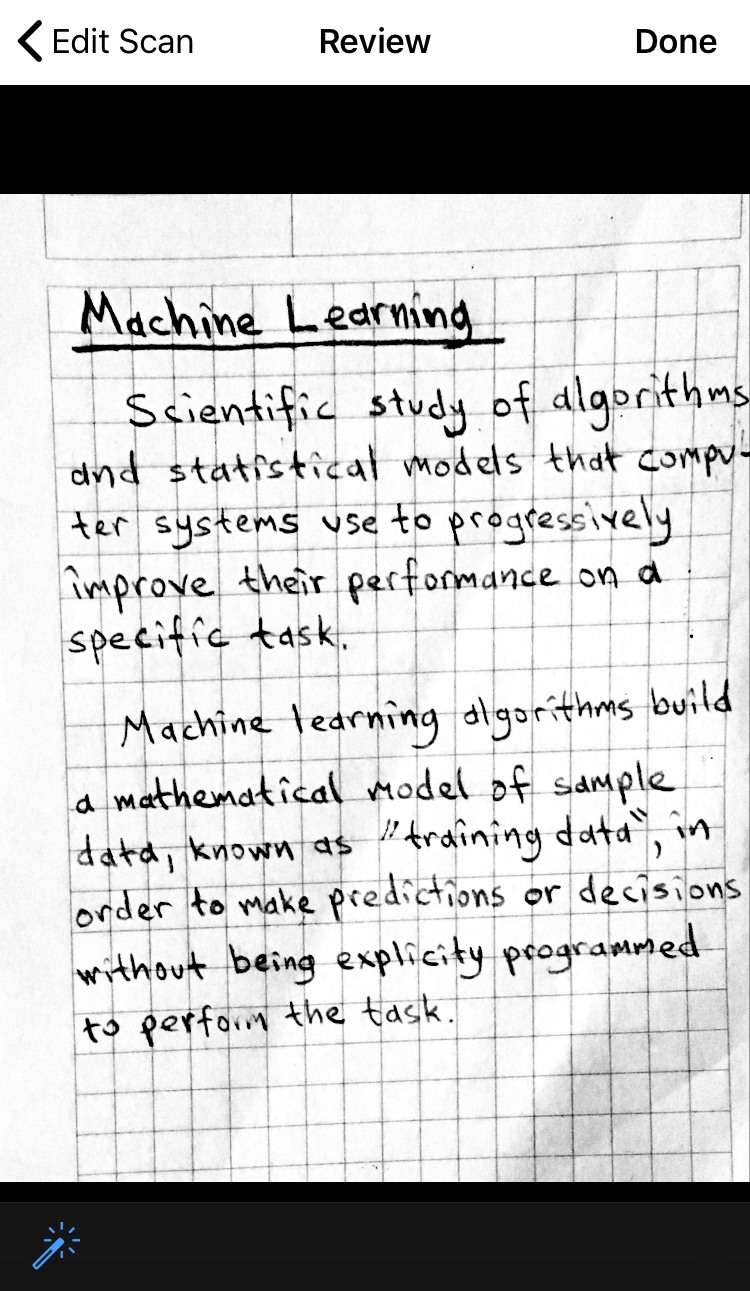 Edit Scan Review Done
Machine Learning
Scientific study of algorithms
and statistical models that compu-
ter systems use to progressively
improve their performance on a
specific task.
Machine learning algorithms build
a mathematical model of sample
data, known as "training data", in
order to make predictions or decisions
without being explicity programmed
to perform the task.